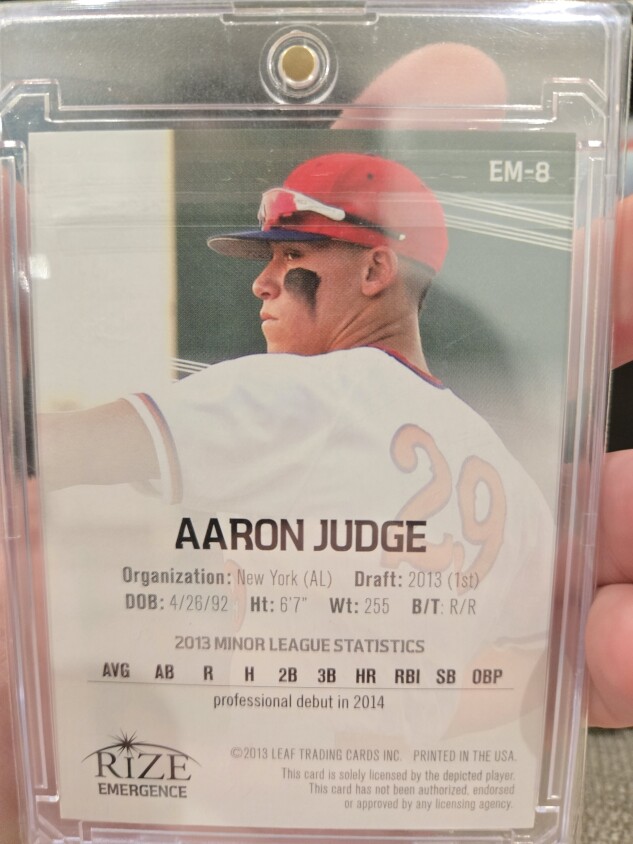 EM-8
29
AARON JUDGE
Organization: New York (AL) Draft: 2013 (1st)
DOB: 4/26/92 Ht: 6'7" Wt: 255 B/T: R/R
2013 MINOR LEAGUE STATISTICS
AVG AB R H 2B 3B HR RBI SB OBP
professional debut in 2014
RIZE
EMERGENCE
©2013 LEAF TRADING CARDS INC. PRINTED IN THE USA.
This card is solely licensed by the depicted player.
This card has not been authorized, endorsed
or approved by any licensing agency.